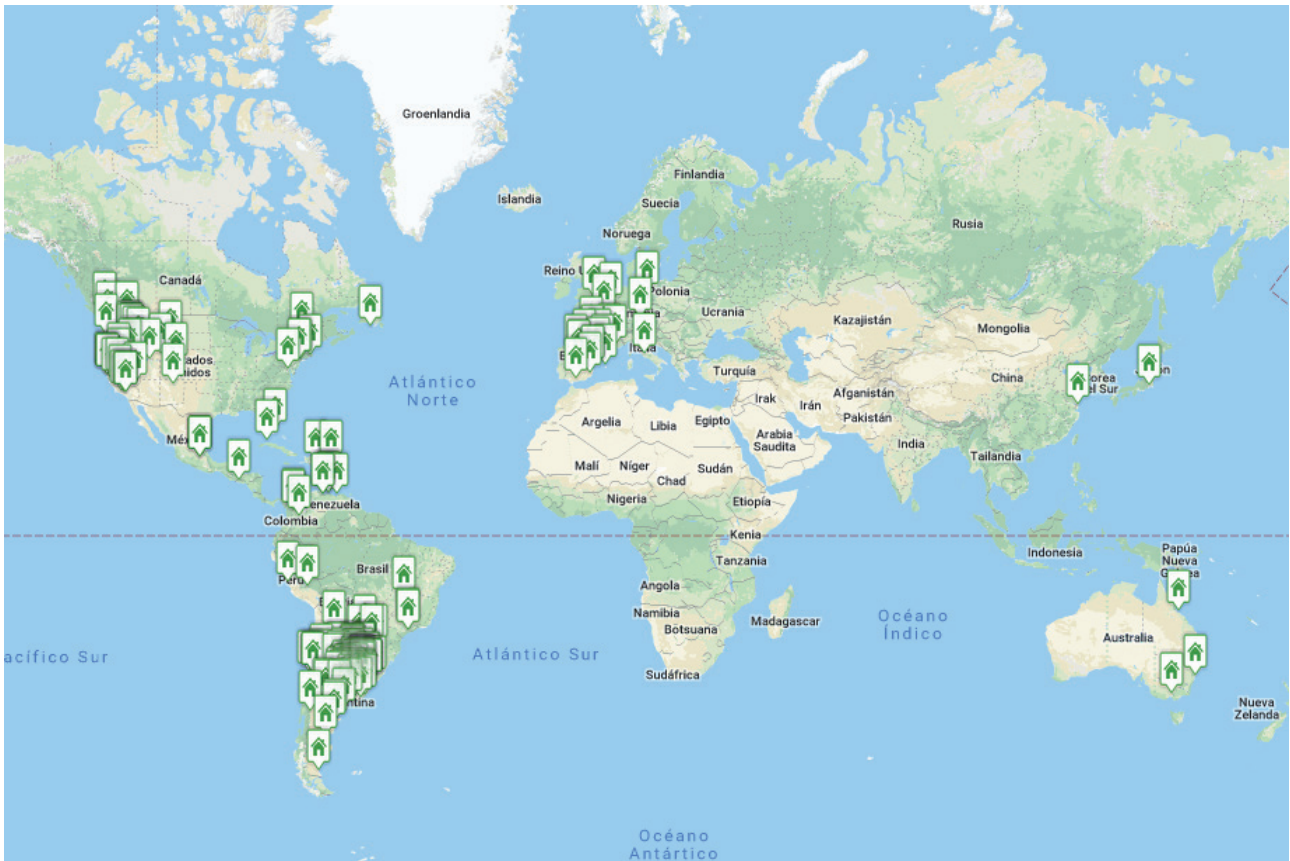 Groenlandia
Finlandia
Islandia
Suecia
Rusia
Noruega
Reino U
Canadá
Polonia
Ucrania
Kazajistán
Mongolia
Turquía
China
Atlántico
Norte
Afganistán
Irak
Irán
Pakistán
Argelia
Libia
Egipto
Arabia
Saudita
India
Tailandia
Malí
Níger
Sudán
Chad
Nigeria
Etiopía
Colombia
Kenia
Indonesia
Papúa
Nueva
Tanzania
Brasil
Perú
Angola
Namibia
Botsuana
Madagascar
Océano
Índico
Australia
acífico Sur
Atlántico Sur
Sudáfrica
Nueva
Zelanda
Océano
Antártico